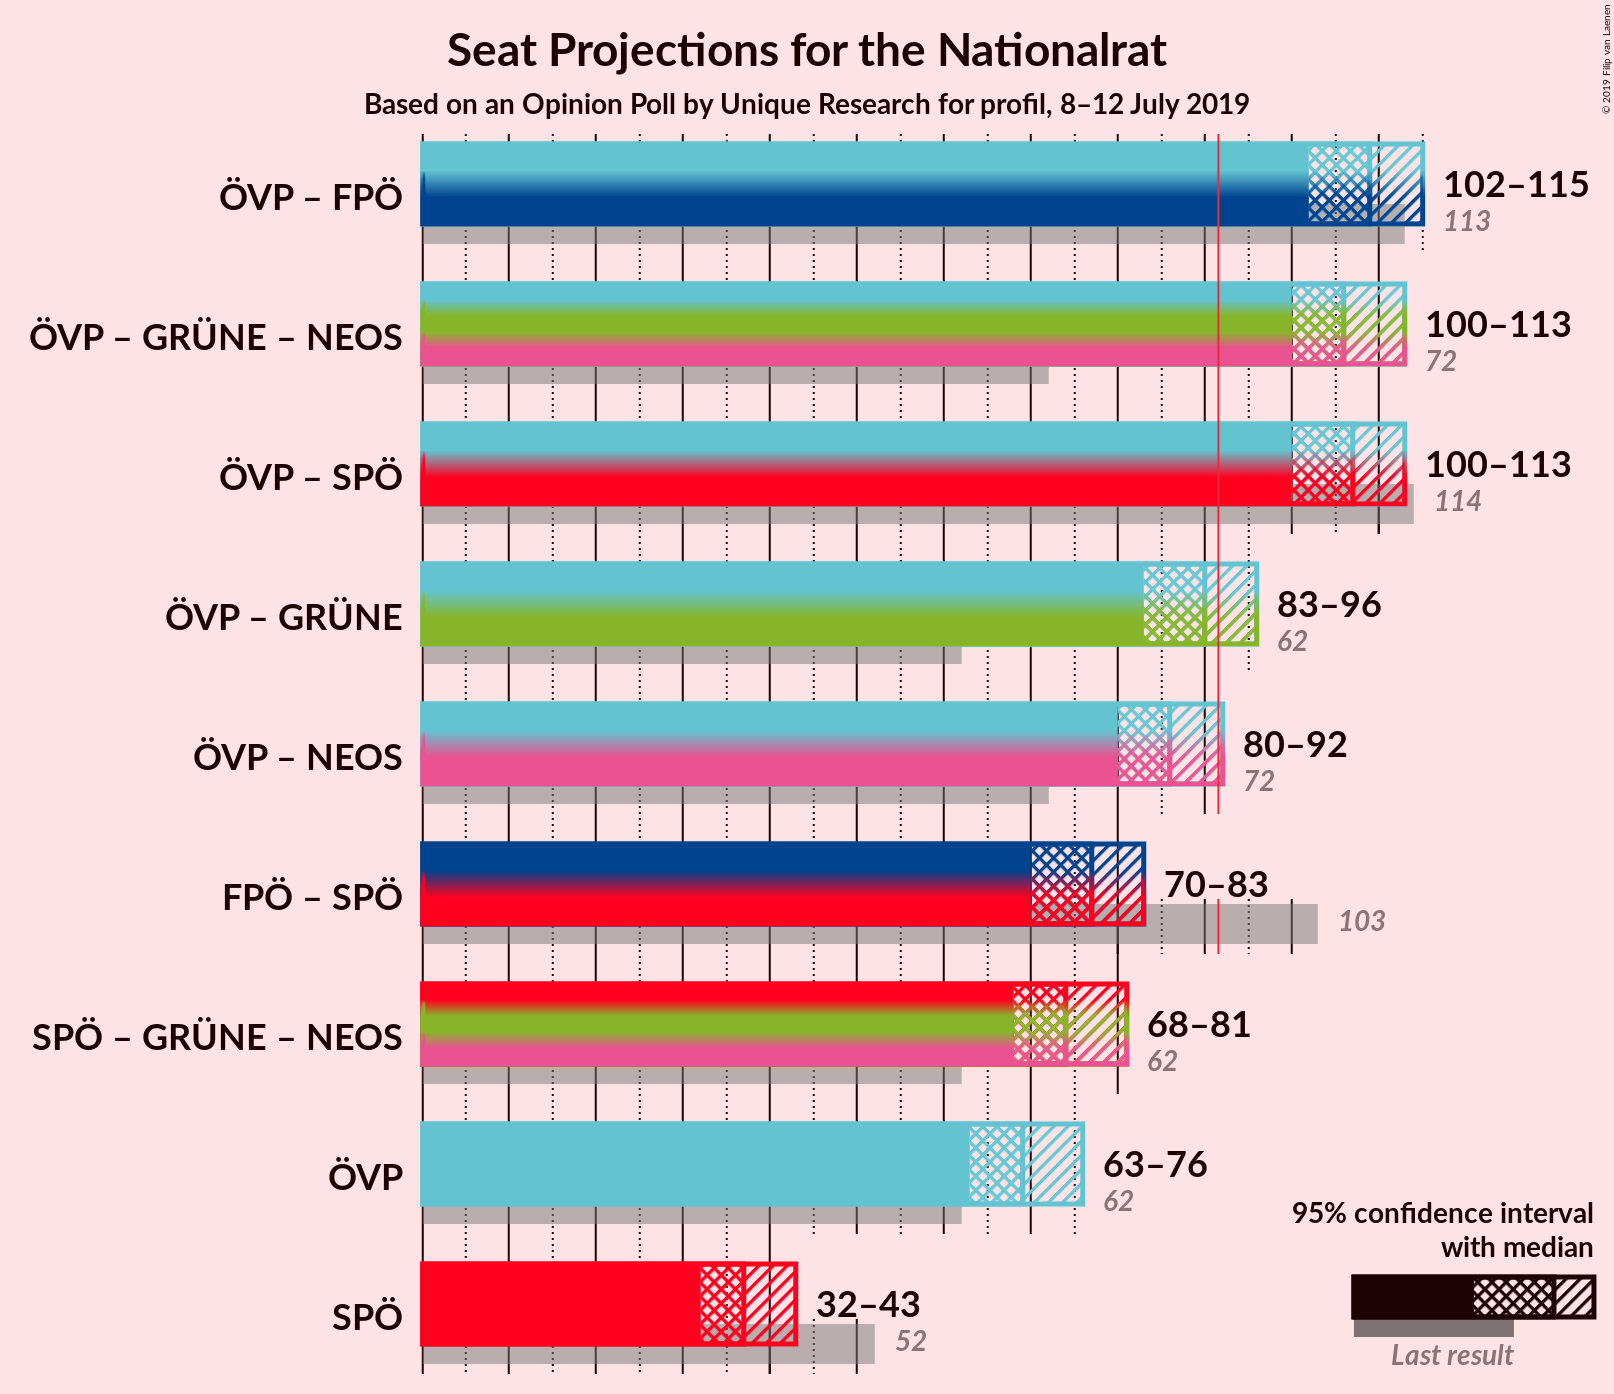 Seat Projections for the Nationalrat
Based on an Opinion Poll by Unique Research for profil, 8–12 July 2019
© 2019 Filip van Laenen
ÖVP – FPÖ
102–115
113
ÖVP – GRÜNE – NEOS
100–113
72
ÖVP – SPÖ
100–113
114
ÖVP – GRÜNE
83–96
62
ÖVP – NEOS
80–92
72
FPÖ – SPÖ
70–83
103
SPÖ – GRÜNE – NEOS
68–81
62
ÖVP
63–76
62
SPÖ
32–43
52
95% confidence interval
with median
Last result